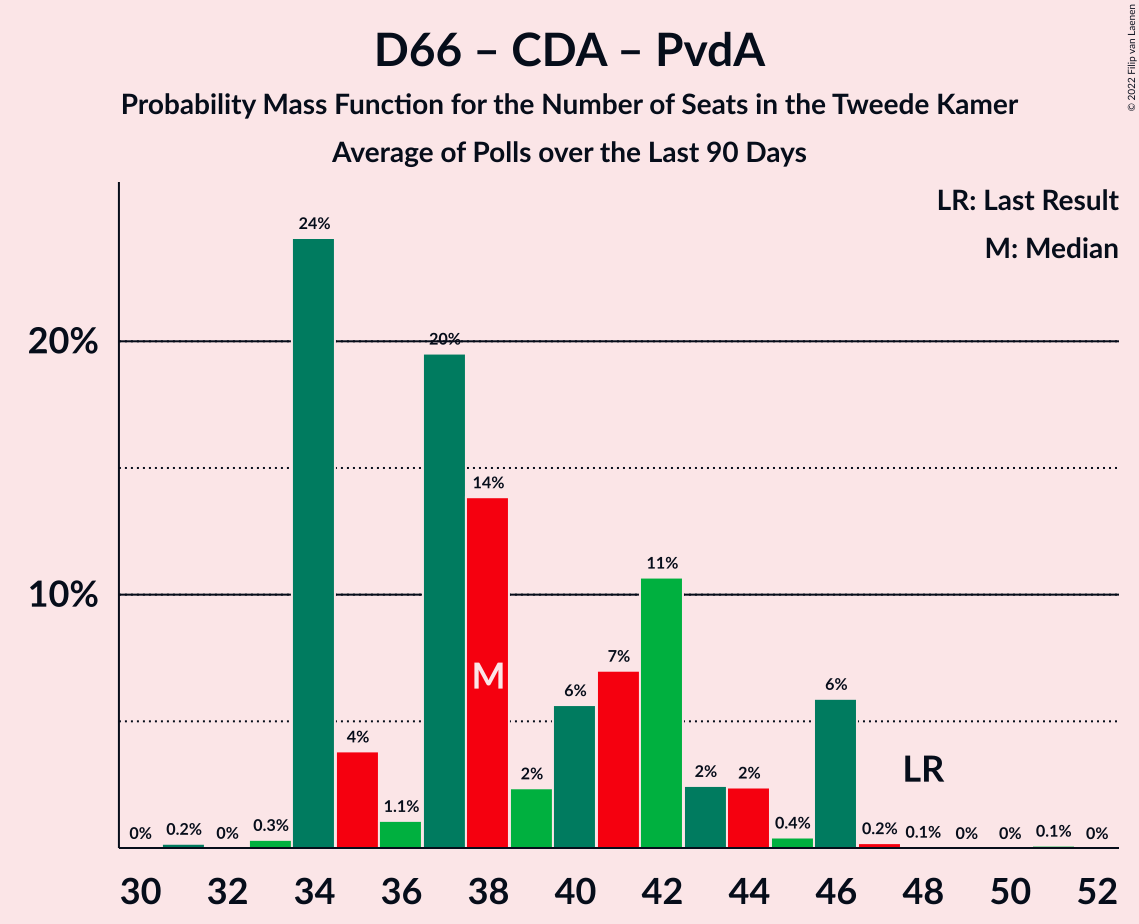 D66 – CDA – PvdA
Probability Mass Function for the Number of Seats in the Tweede Kamer
Average of Polls over the Last 90 Days
© 2022 Filip van Laenen
LR: Last Result
M: Median
20%
10%
0%
0.2%
0%
0.3%
24%
4%
1.1%
20%
14%
2%
6%
7%
11%
2%
2%
0.4%
6%
0.2%
0.1%
0%
0%
0.1%
0%
M
LR
30 32 34 36 38 40 42 44 46 48 50 52